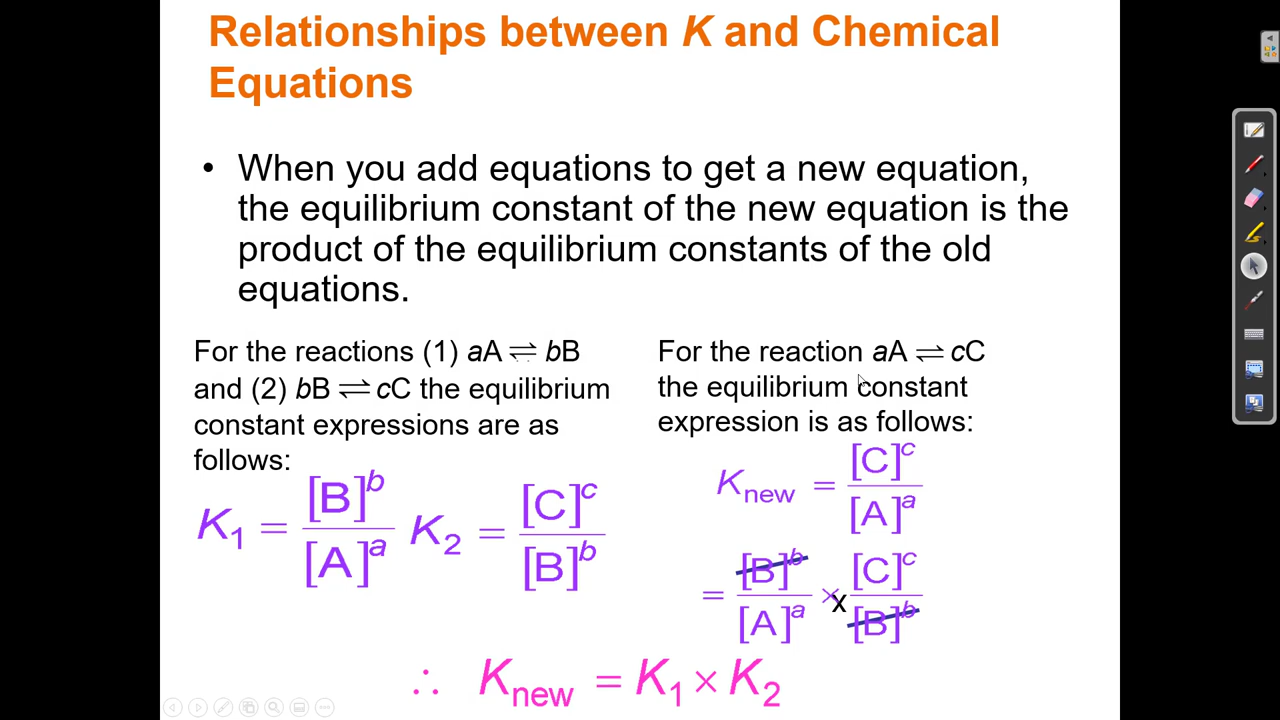 Relationships between K and Chemical
Equations
• When you add equations to get a new equation,
the equilibrium constant of the new equation is the
product of the equilibrium constants of the old
equations.
For the reactions (1) aA ⇌ bB
and (2) bB ⇌ cC the equilibrium
constant expressions are as
follows:
K₁ = [B]ᵇ / [A]ᵃ K₂ = [C]ᶜ / [B]ᵇ
For the reaction aA ⇌ cC
the equilibrium constant
expression is as follows:
K_new = [C]ᶜ / [A]ᵃ
= [B]ᵇ / [A]ᵃ × x [C]ᶜ / [B]ᵇ
∴ K_new = K₁ × K₂